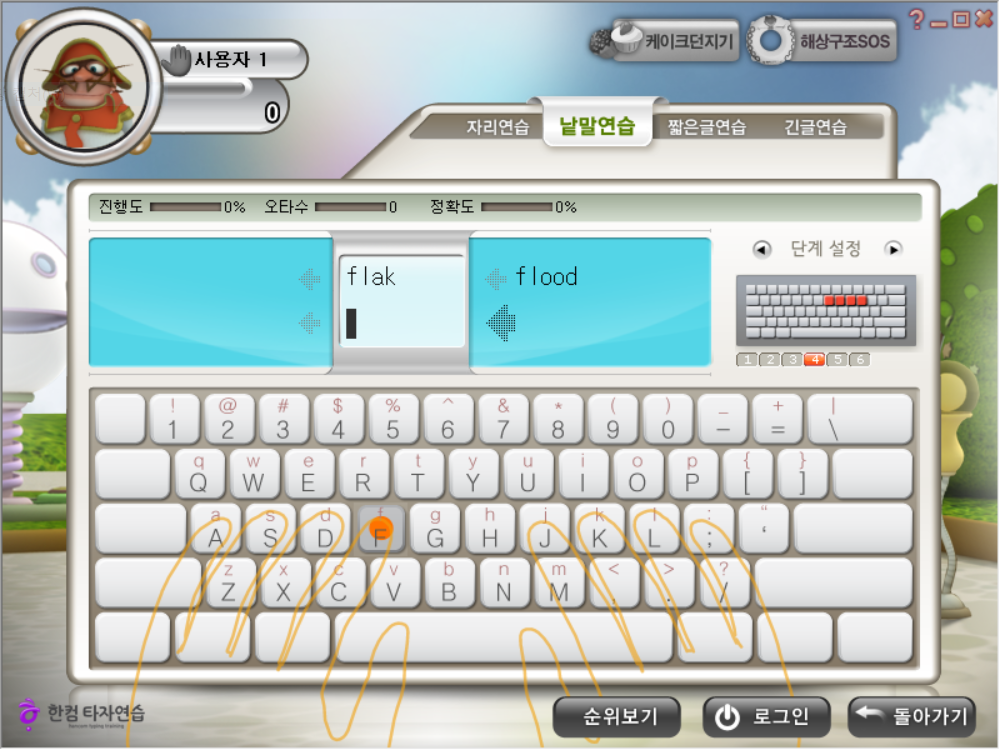 사용자 1
0
케이크던지기
해상구조SOS
자리연습 낱말연습 짧은글연습 긴글연습
진행도 0% 오타수 0 정확도 0%
flak flood
단계 설정
1 2 3 4 5 6
! @ # $ % ^ & * ( ) _ + |
1 2 3 4 5 6 7 8 9 0 - = \
q w e r t y u i o p { }
Q W E R T Y U I O P [ ]
a s d f g h j k l : "
A S D F G H J K L ; '
z x c v b n m < > ?
Z X C V B N M , . /
한컴 타자연습
순위보기 로그인 돌아가기